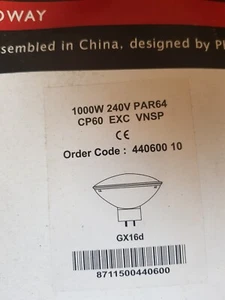 OWAY
ssembled in China, designed by P
1000W 240V PAR64
CP60 EXC VNSP
CE
Order Code : 440600 10
GX16d
8711500440600